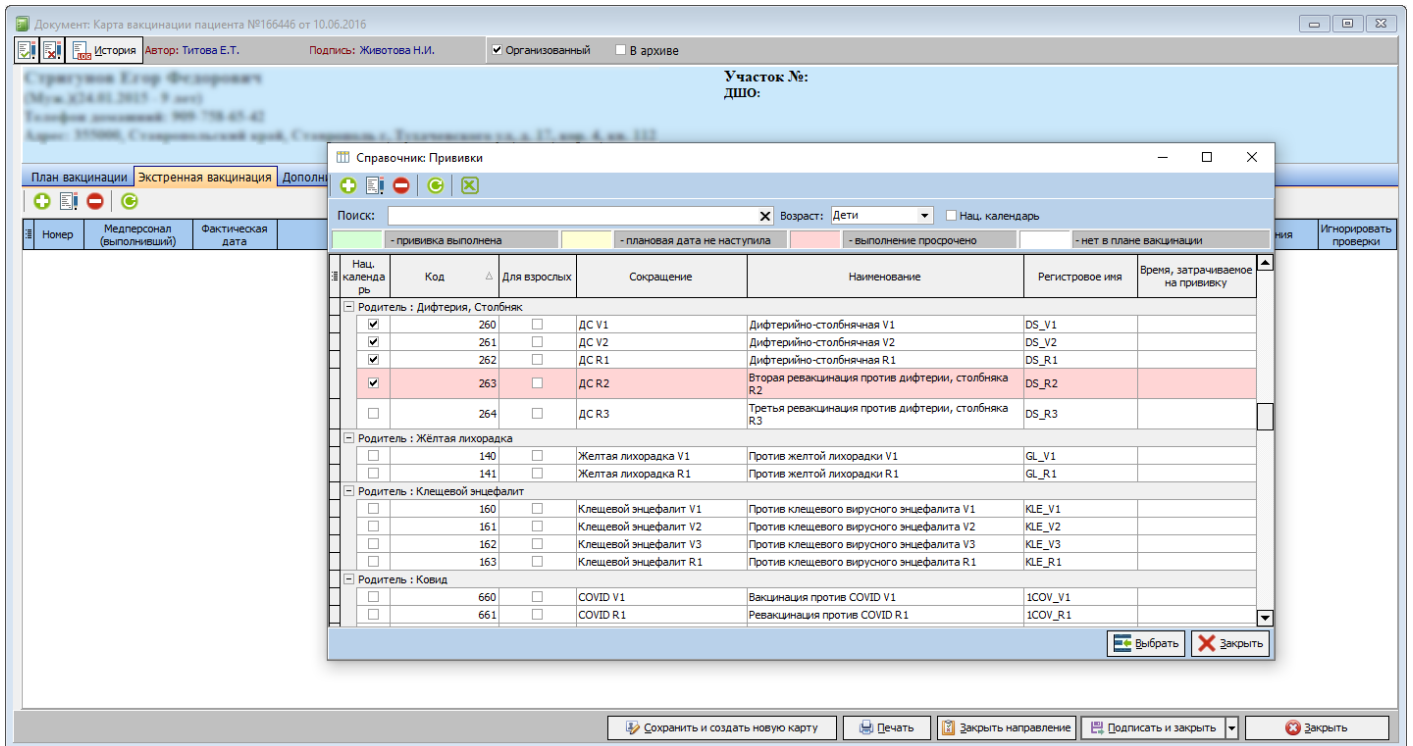 Документ: Карта вакцинации пациента №166446 от 10.06.2016
История Автор: Титова Е.Т. Подпись: Животова Н.И. Организованный В архиве
Участок №:
ДШО:
Справочник: Прививки
План вакцинации Экстренная вакцинация Дополн
Поиск: Возраст: Дети Нац. календарь
- прививка выполнена - плановая дата не наступила - выполнение просрочено - нет в плане вакцинации
Номер Медперсонал (выполнивший) Фактическая дата ния Игнорировать проверки
Нац. календа рь Код Для взрослых Сокращение Наименование Регистровое имя Время, затрачиваемое на прививку
Родитель : Дифтерия, Столбняк
260 ДС V1 Дифтерийно-столбнячная V1 DS_V1
261 ДС V2 Дифтерийно-столбнячная V2 DS_V2
262 ДС R1 Дифтерийно-столбнячная R1 DS_R1
263 ДС R2 Вторая ревакцинация против дифтерии, столбняка R2 DS_R2
264 ДС R3 Третья ревакцинация против дифтерии, столбняка R3 DS_R3
Родитель : Жёлтая лихорадка
140 Желтая лихорадка V1 Против желтой лихорадки V1 GL_V1
141 Желтая лихорадка R1 Против желтой лихорадки R1 GL_R1
Родитель : Клещевой энцефалит
160 Клещевой энцефалит V1 Против клещевого вирусного энцефалита V1 KLE_V1
161 Клещевой энцефалит V2 Против клещевого вирусного энцефалита V2 KLE_V2
162 Клещевой энцефалит V3 Против клещевого вирусного энцефалита V3 KLE_V3
163 Клещевой энцефалит R1 Против клещевого вирусного энцефалита R1 KLE_R1
Родитель : Ковид
660 COVID V1 Вакцинация против COVID V1 1COV_V1
661 COVID R1 Ревакцинация против COVID R1 1COV_R1
Выбрать Закрыть
Сохранить и создать новую карту Печать Закрыть направление Подписать и закрыть Закрыть